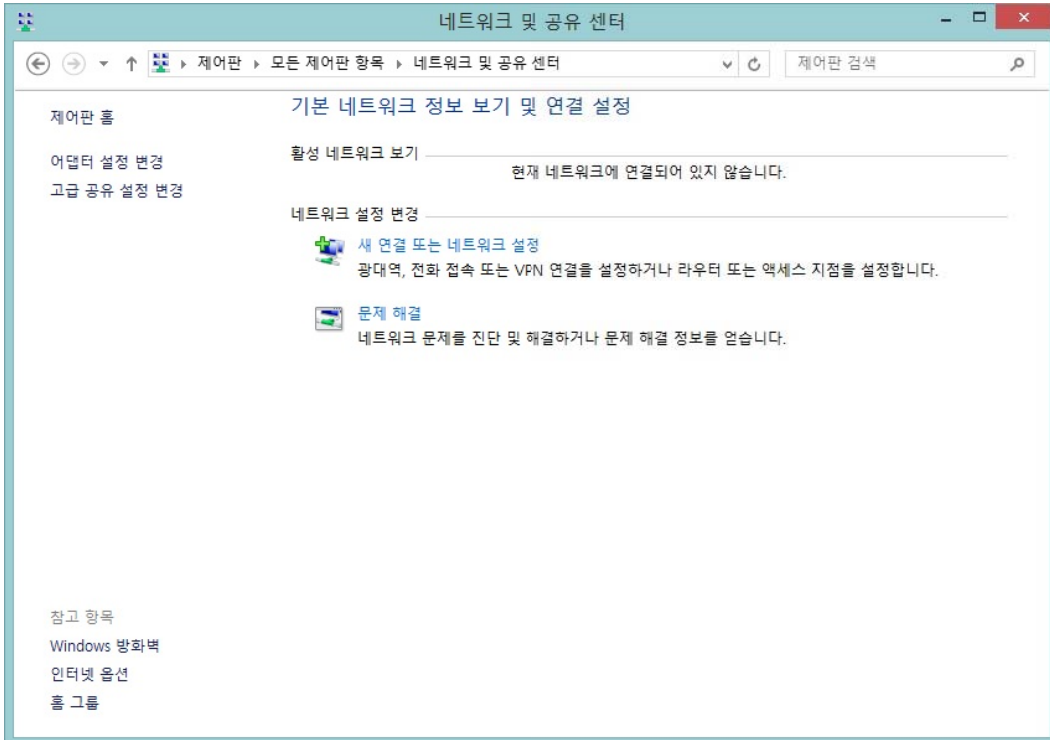 네트워크 및 공유 센터
제어판 모든 제어판 항목 네트워크 및 공유 센터
제어판 검색
제어판 홈
어댑터 설정 변경
고급 공유 설정 변경
기본 네트워크 정보 보기 및 연결 설정
활성 네트워크 보기
현재 네트워크에 연결되어 있지 않습니다.
네트워크 설정 변경
새 연결 또는 네트워크 설정
광대역, 전화 접속 또는 VPN 연결을 설정하거나 라우터 또는 액세스 지점을 설정합니다.
문제 해결
네트워크 문제를 진단 및 해결하거나 문제 해결 정보를 얻습니다.
참고 항목
Windows 방화벽
인터넷 옵션
홈 그룹